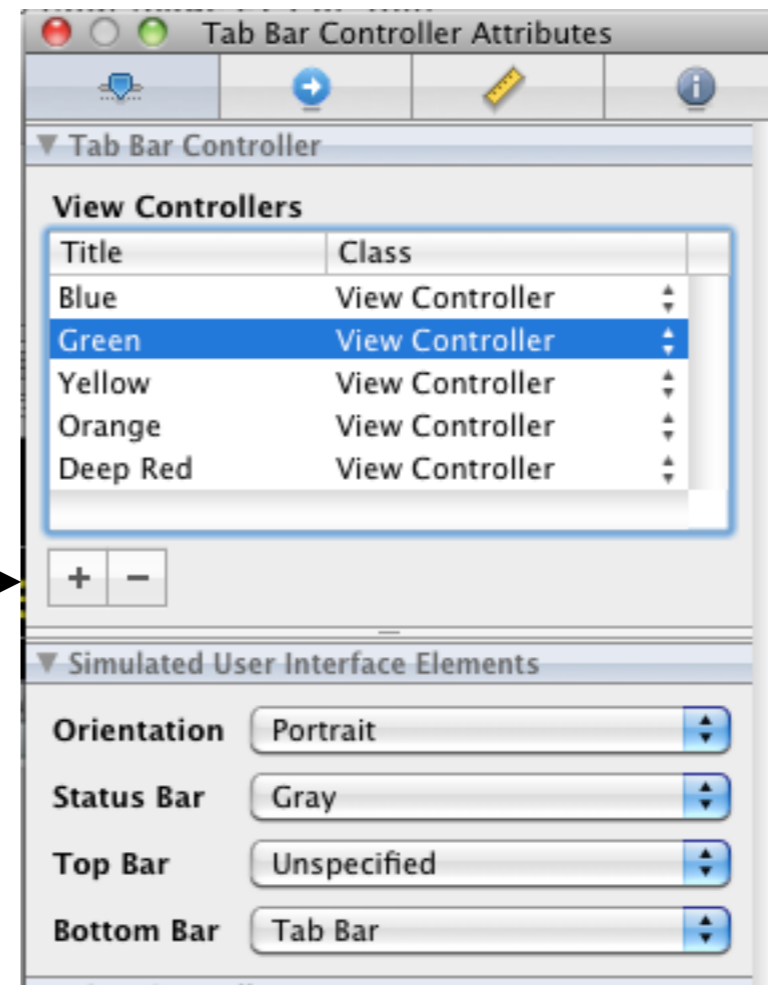 Tab Bar Controller Attributes
Tab Bar Controller
View Controllers
Title Class
Blue View Controller
Green View Controller
Yellow View Controller
Orange View Controller
Deep Red View Controller
+ −
Simulated User Interface Elements
Orientation Portrait
Status Bar Gray
Top Bar Unspecified
Bottom Bar Tab Bar